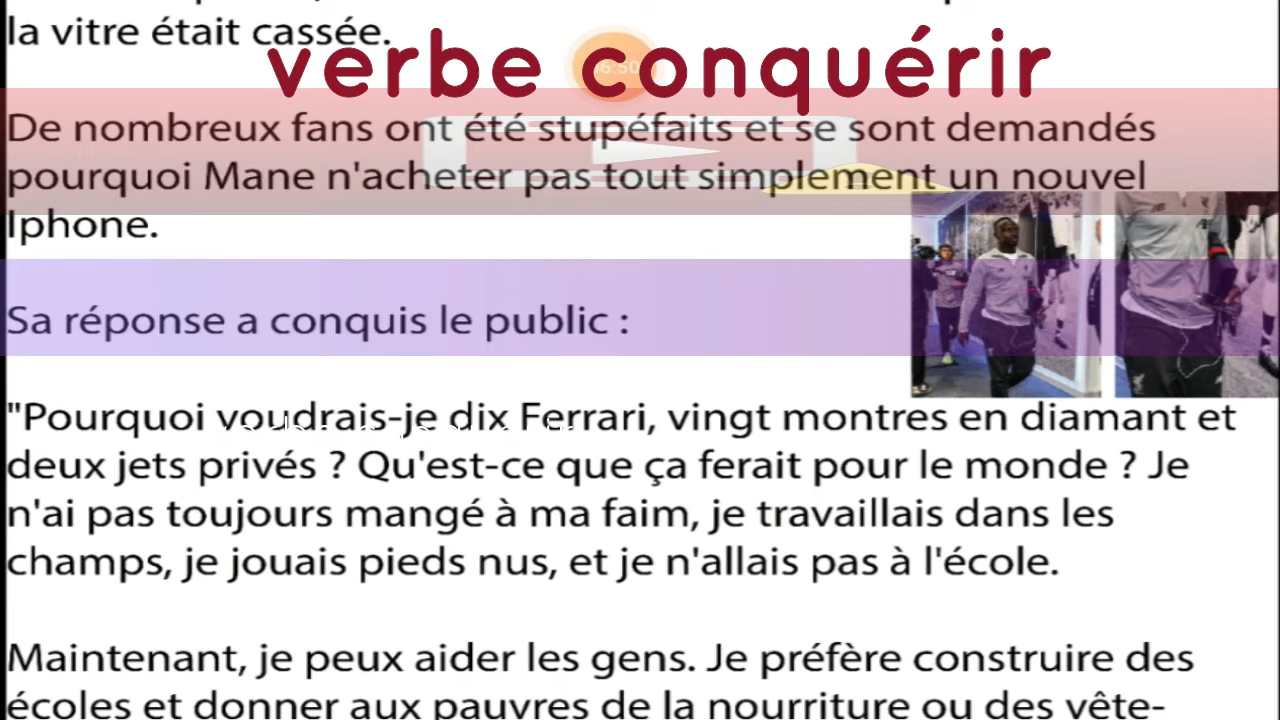 la vitre était cassée.
verbe conquérir
De nombreux fans ont été stupéfaits et se sont demandés
pourquoi Mane n'acheter pas tout simplement un nouvel
Iphone.
Sa réponse a conquis le public :
"Pourquoi voudrais-je dix Ferrari, vingt montres en diamant et
deux jets privés ? Qu'est-ce que ça ferait pour le monde ? Je
n'ai pas toujours mangé à ma faim, je travaillais dans les
champs, je jouais pieds nus, et je n'allais pas à l'école.
Maintenant, je peux aider les gens. Je préfère construire des
écoles et donner aux pauvres de la nourriture ou des vête-